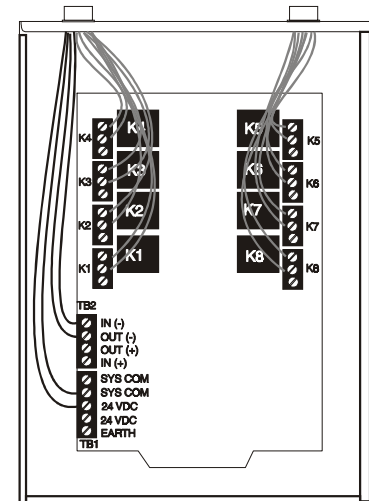 K4 K4 K5 K5
K3 K3 K6 K6
K2 K2 K7 K7
K1 K1 K8 K8
TB2
IN (-)
OUT (-)
OUT (+)
IN (+)
SYS COM
SYS COM
24 VDC
24 VDC
EARTH
TB1